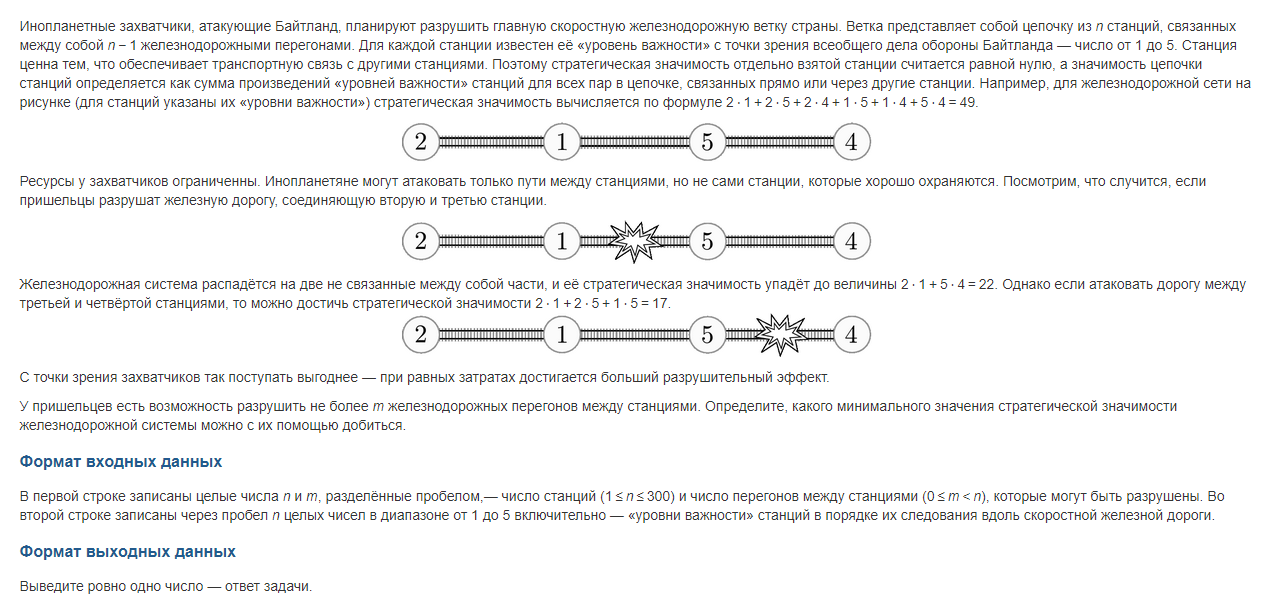 Инопланетные захватчики, атакующие Байтланд, планируют разрушить главную скоростную железнодорожную ветку страны. Ветка представляет собой цепочку из n станций, связанных
между собой n − 1 железнодорожными перегонами. Для каждой станции известен её «уровень важности» с точки зрения всеобщего дела обороны Байтланда — число от 1 до 5. Станция
ценна тем, что обеспечивает транспортную связь с другими станциями. Поэтому стратегическая значимость отдельно взятой станции считается равной нулю, а значимость цепочки
станций определяется как сумма произведений «уровней важности» станций для всех пар в цепочке, связанных прямо или через другие станции. Например, для железнодорожной сети на
рисунке (для станций указаны их «уровни важности») стратегическая значимость вычисляется по формуле 2 · 1 + 2 · 5 + 2 · 4 + 1 · 5 + 1 · 4 + 5 · 4 = 49.
2 1 5 4
Ресурсы у захватчиков ограниченны. Инопланетяне могут атаковать только пути между станциями, но не сами станции, которые хорошо охраняются. Посмотрим, что случится, если
пришельцы разрушат железную дорогу, соединяющую вторую и третью станции.
2 1 5 4
Железнодорожная система распадётся на две не связанные между собой части, и её стратегическая значимость упадёт до величины 2 · 1 + 5 · 4 = 22. Однако если атаковать дорогу между
третьей и четвёртой станциями, то можно достичь стратегической значимости 2 · 1 + 2 · 5 + 1 · 5 = 17.
2 1 5 4
С точки зрения захватчиков так поступать выгоднее — при равных затратах достигается больший разрушительный эффект.
У пришельцев есть возможность разрушить не более m железнодорожных перегонов между станциями. Определите, какого минимального значения стратегической значимости
железнодорожной системы можно с их помощью добиться.
Формат входных данных
В первой строке записаны целые числа n и m, разделённые пробелом,— число станций (1 ≤ n ≤ 300) и число перегонов между станциями (0 ≤ m < n), которые могут быть разрушены. Во
второй строке записаны через пробел n целых чисел в диапазоне от 1 до 5 включительно — «уровни важности» станций в порядке их следования вдоль скоростной железной дороги.
Формат выходных данных
Выведите ровно одно число — ответ задачи.